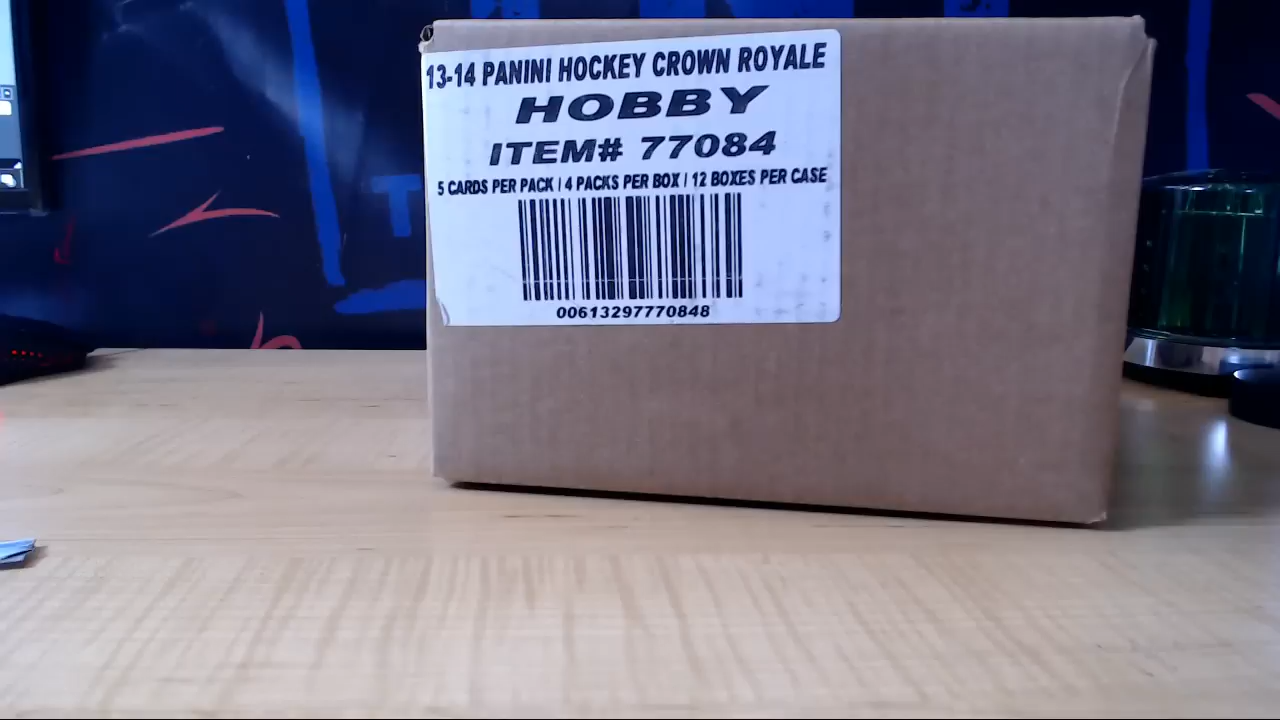 13-14 PANINI HOCKEY CROWN ROYALE
HOBBY
ITEM# 77084
5 CARDS PER PACK / 4 PACKS PER BOX / 12 BOXES PER CASE
00613297770848